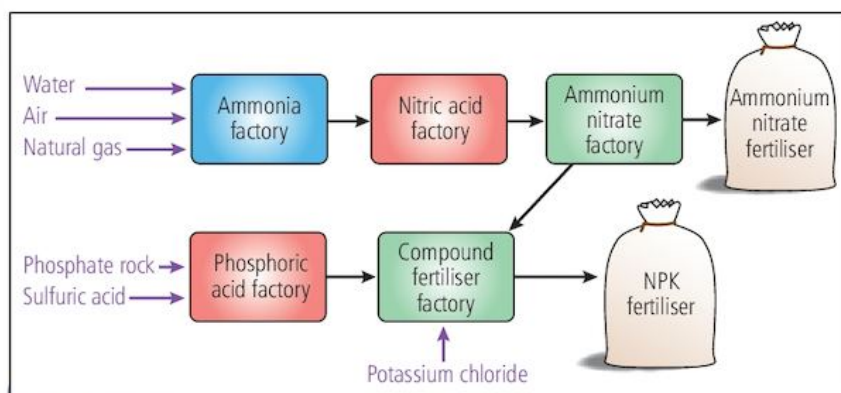 Water
Air
Natural gas
Ammonia
factory
Nitric acid
factory
Ammonium
nitrate
factory
Ammonium
nitrate
fertiliser
Phosphate rock
Sulfuric acid
Phosphoric
acid factory
Compound
fertiliser
factory
NPK
fertiliser
Potassium chloride